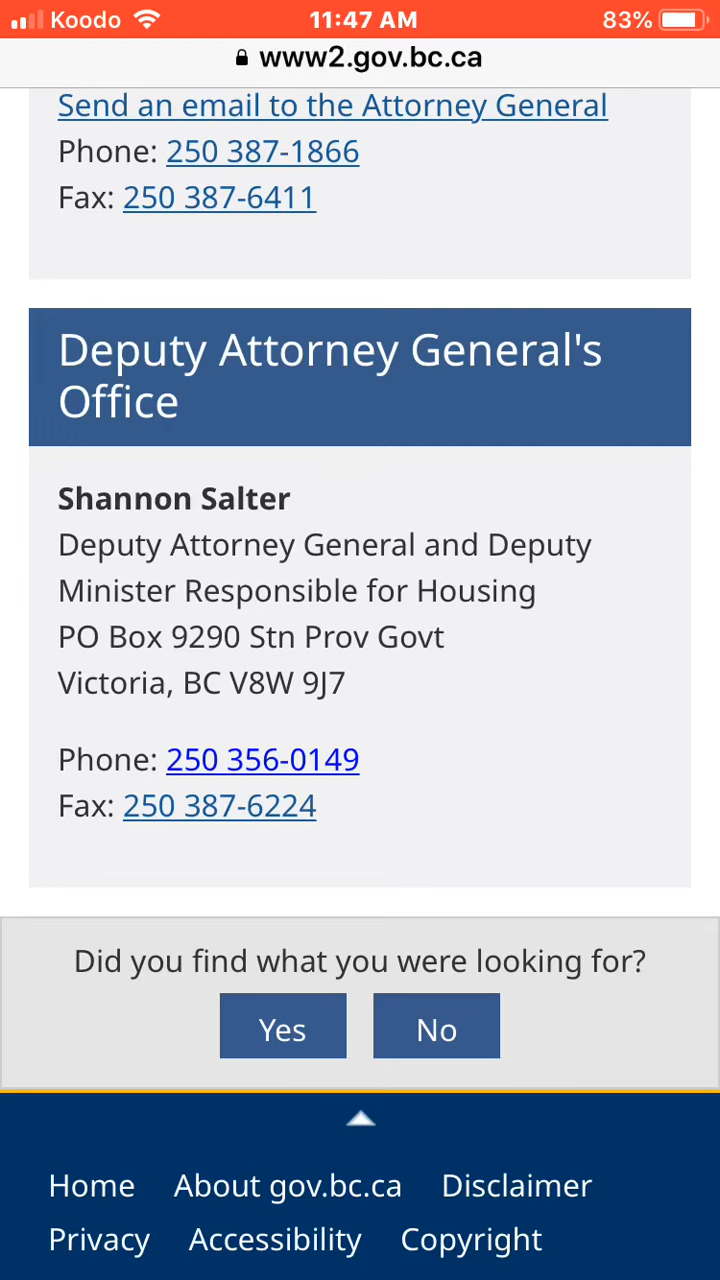 Koodo 11:47 AM 83%
www2.gov.bc.ca
Send an email to the Attorney General
Phone: 250 387-1866
Fax: 250 387-6411
Deputy Attorney General's
Office
Shannon Salter
Deputy Attorney General and Deputy
Minister Responsible for Housing
PO Box 9290 Stn Prov Govt
Victoria, BC V8W 9J7
Phone: 250 356-0149
Fax: 250 387-6224
Did you find what you were looking for?
Yes No
Home About gov.bc.ca Disclaimer
Privacy Accessibility Copyright